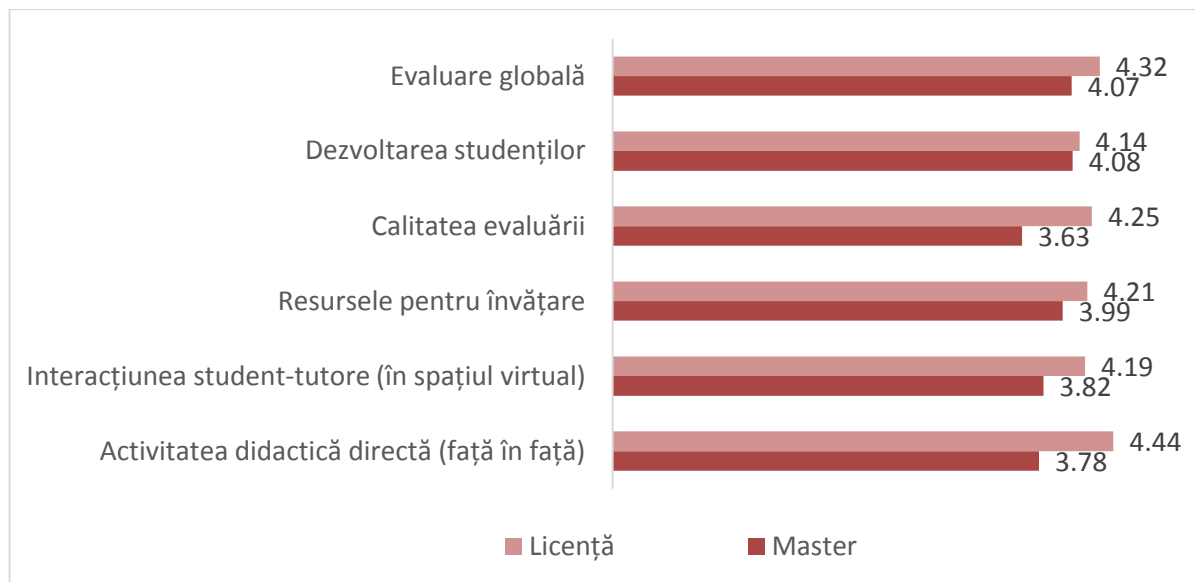 Evaluare globală
4.32
4.07
Dezvoltarea studenților
4.14
4.08
Calitatea evaluării
4.25
3.63
Resursele pentru învățare
4.21
3.99
Interacțiunea student-tutore (în spațiul virtual)
4.19
3.82
Activitatea didactică directă (față în față)
4.44
3.78
Licență
Master